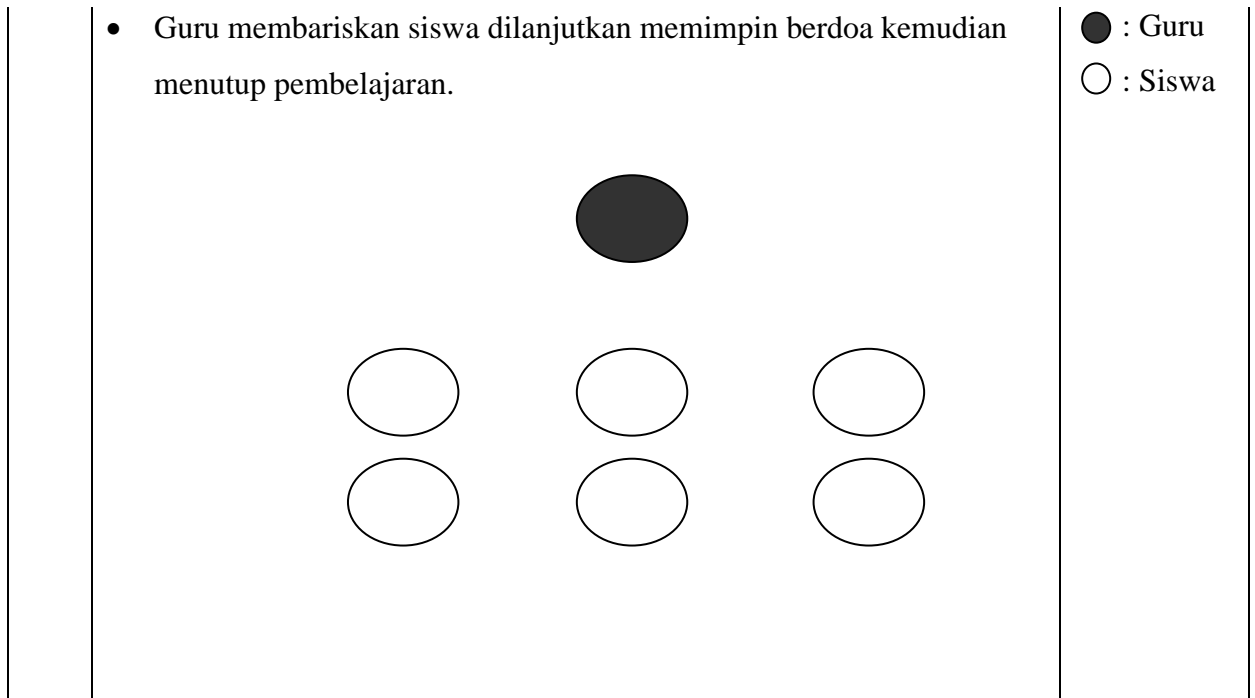 • Guru membariskan siswa dilanjutkan memimpin berdoa kemudian
menutup pembelajaran.
: Guru
: Siswa